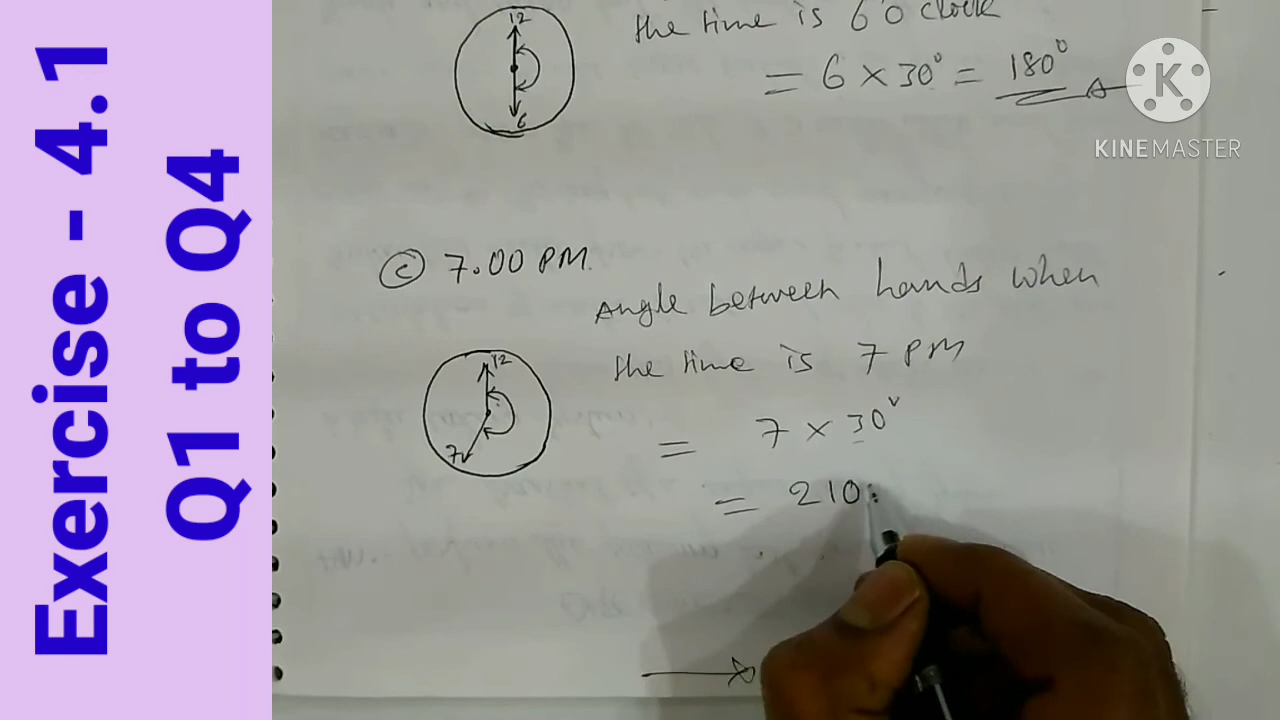 Exercise - 4.1
Q1 to Q4
12
6
the time is 6 0 clock
= 6 × 30° = 180°
KINEMASTER
(c) 7.00 PM.
Angle between hands when
the time is 7 PM
12
7
= 7 × 30°
= 210